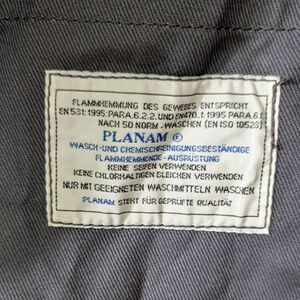 FLAMMHEMMUNG DES GEWEBES ENTSPRICHT
EN 531:1995: PARA. 6.2.2. UND EN470.1:1995 PARA.6.1
NACH 50 NORM.-WASCHEN (EN ISO 10528)
PLANAM ®
WASCH-UND CHEMISCHREINIGUNGSBESTÄNDIGE
FLAMMHEMMENDE-AUSRÜSTUNG
KEINE SEIFEN VERWENDEN
KEINE CHLORHALTIGEN BLEICHEN VERWENDEN
NUR MIT GEEIGNETEN WASCHMITTELN WASCHEN
PLANAM STEHT FÜR GEPRÜFTE QUALITÄT